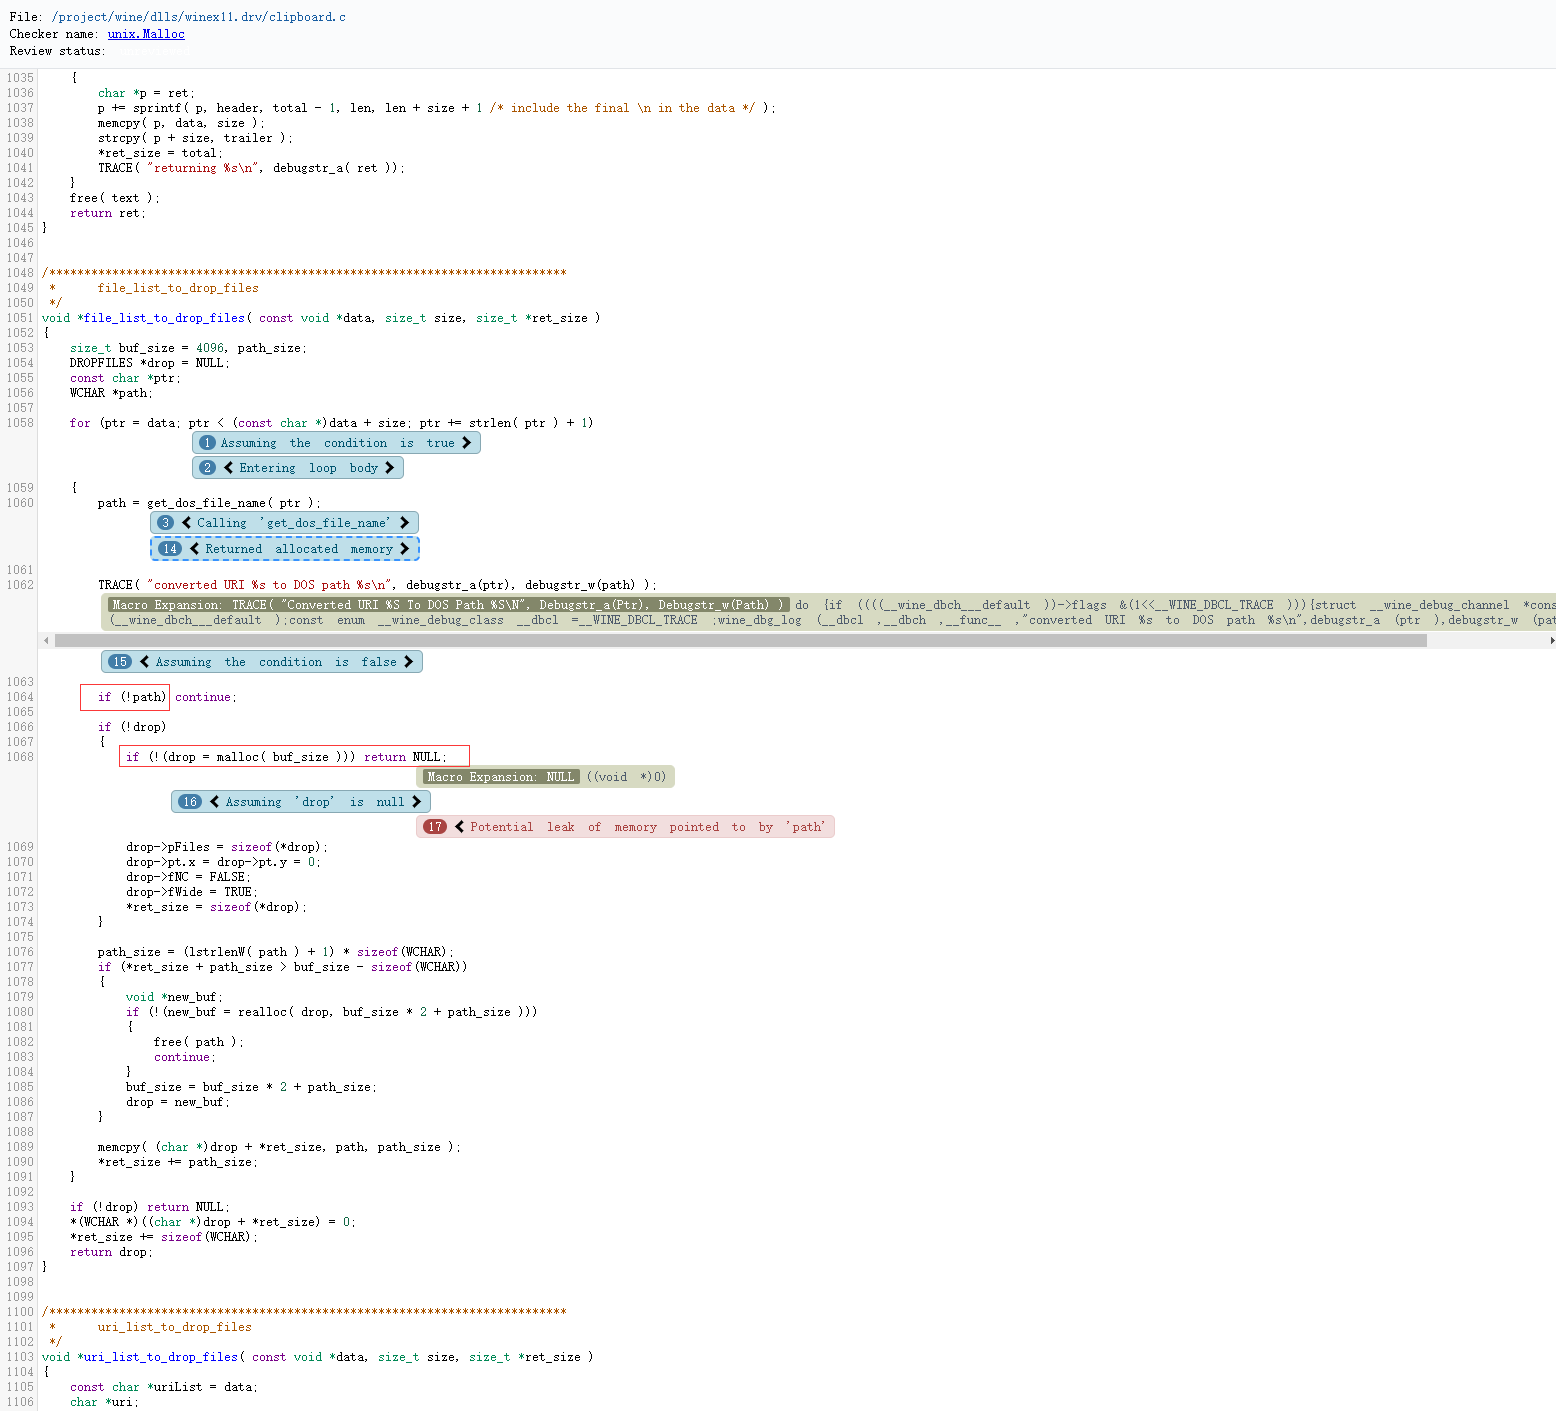 File: /project/wine/dlls/winex11.drv/clipboard.c
Checker name: unix.Malloc
Review status:
1035     {
1036         char *p = ret;
1037         p += sprintf( p, header, total - 1, len, len + size + 1 /* include the final \n in the data */ );
1038         memcpy( p, data, size );
1039         strcpy( p + size, trailer );
1040         *ret_size = total;
1041         TRACE( "returning %s\n", debugstr_a( ret ));
1042     }
1043     free( text );
1044     return ret;
1045 }
1046
1047
1048 /**************************************************************************
1049  *      file_list_to_drop_files
1050  */
1051 void *file_list_to_drop_files( const void *data, size_t size, size_t *ret_size )
1052 {
1053     size_t buf_size = 4096, path_size;
1054     DROPFILES *drop = NULL;
1055     const char *ptr;
1056     WCHAR *path;
1057
1058     for (ptr = data; ptr < (const char *)data + size; ptr += strlen( ptr ) + 1)
1 Assuming the condition is true
2 Entering loop body
1059     {
1060         path = get_dos_file_name( ptr );
3 Calling 'get_dos_file_name'
14 Returned allocated memory
1061
1062         TRACE( "converted URI %s to DOS path %s\n", debugstr_a(ptr), debugstr_w(path) );
Macro Expansion: TRACE( "Converted URI %S To DOS Path %S\N", Debugstr_a(Ptr), Debugstr_w(Path) ) do {if ((((__wine_dbch___default ))->flags &(1<<__WINE_DBCL_TRACE ))){struct __wine_debug_channel *cons
(__wine_dbch___default );const enum __wine_debug_class __dbcl =__WINE_DBCL_TRACE ;wine_dbg_log (__dbcl ,__dbch ,__func__ ,"converted URI %s to DOS path %s\n",debugstr_a (ptr ),debugstr_w (pat
15 Assuming the condition is false
1063
1064         if (!path) continue;
1065
1066         if (!drop)
1067         {
1068             if (!(drop = malloc( buf_size ))) return NULL;
Macro Expansion: NULL ((void *)0)
16 Assuming 'drop' is null
17 Potential leak of memory pointed to by 'path'
1069             drop->pFiles = sizeof(*drop);
1070             drop->pt.x = drop->pt.y = 0;
1071             drop->fNC = FALSE;
1072             drop->fWide = TRUE;
1073             *ret_size = sizeof(*drop);
1074         }
1075
1076         path_size = (lstrlenW( path ) + 1) * sizeof(WCHAR);
1077         if (*ret_size + path_size > buf_size - sizeof(WCHAR))
1078         {
1079             void *new_buf;
1080             if (!(new_buf = realloc( drop, buf_size * 2 + path_size )))
1081             {
1082                 free( path );
1083                 continue;
1084             }
1085             buf_size = buf_size * 2 + path_size;
1086             drop = new_buf;
1087         }
1088
1089         memcpy( (char *)drop + *ret_size, path, path_size );
1090         *ret_size += path_size;
1091     }
1092
1093     if (!drop) return NULL;
1094     *(WCHAR *)((char *)drop + *ret_size) = 0;
1095     *ret_size += sizeof(WCHAR);
1096     return drop;
1097 }
1098
1099
1100 /**************************************************************************
1101  *      uri_list_to_drop_files
1102  */
1103 void *uri_list_to_drop_files( const void *data, size_t size, size_t *ret_size )
1104 {
1105     const char *uriList = data;
1106     char *uri;